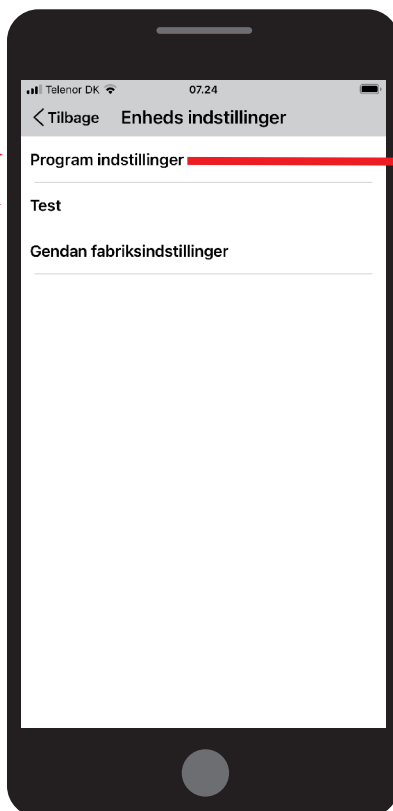 Telenor DK 07.24
Tilbage Enheds indstillinger
Program indstillinger
Test
Gendan fabriksindstillinger